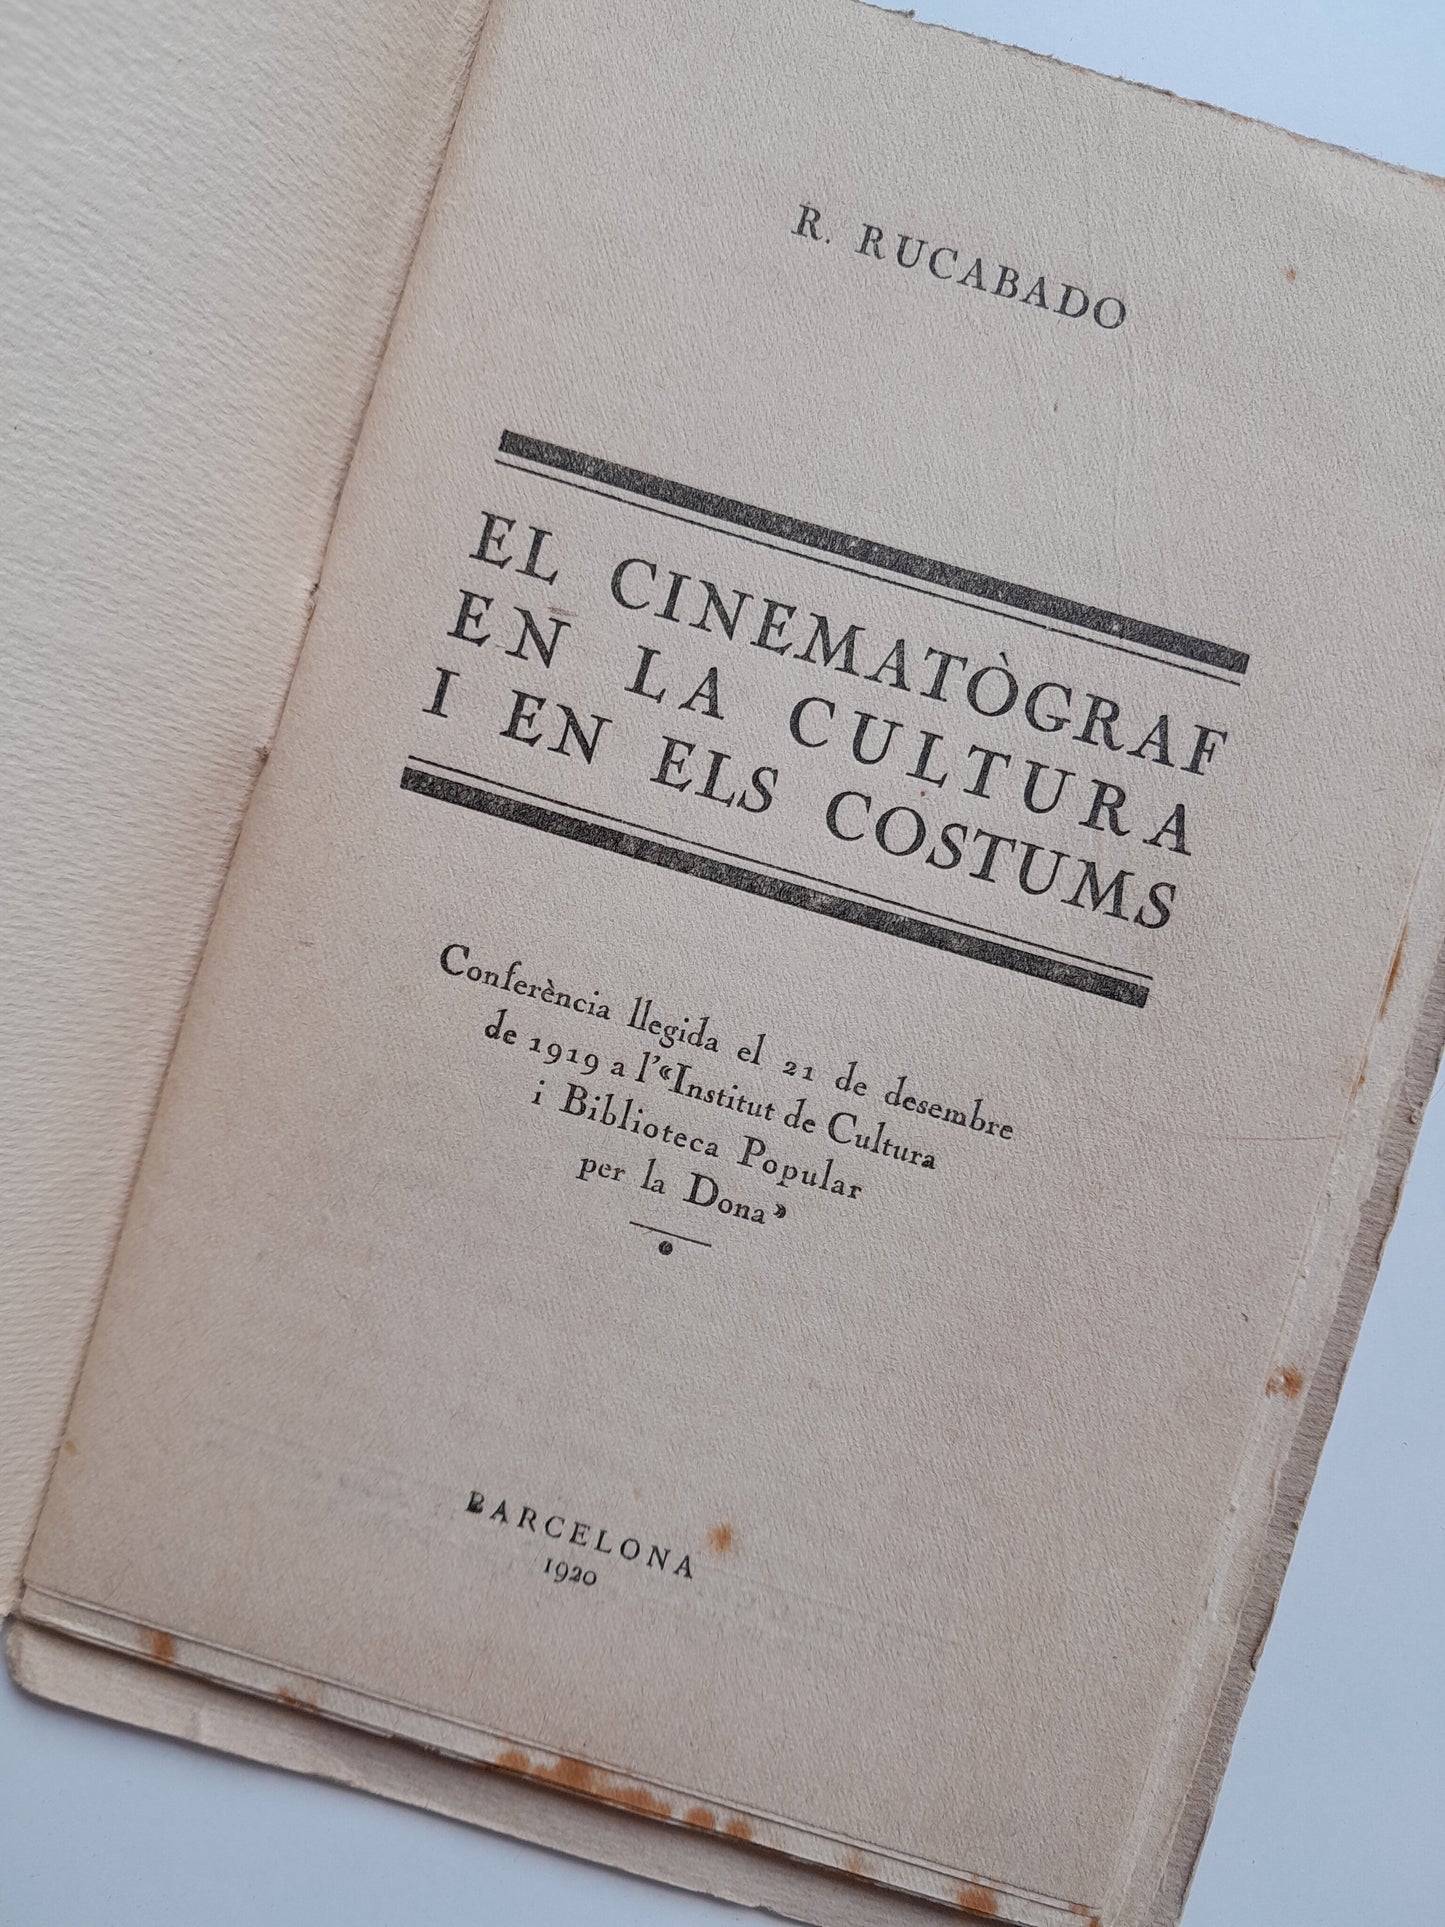 R. RUCABADO
EL CINEMATÒGRAF
EN LA CULTURA
I EN ELS COSTUMS
Conferència llegida el 21 de desembre
de 1919 a l'«Institut de Cultura
i Biblioteca Popular
per la Dona»
BARCELONA
1920